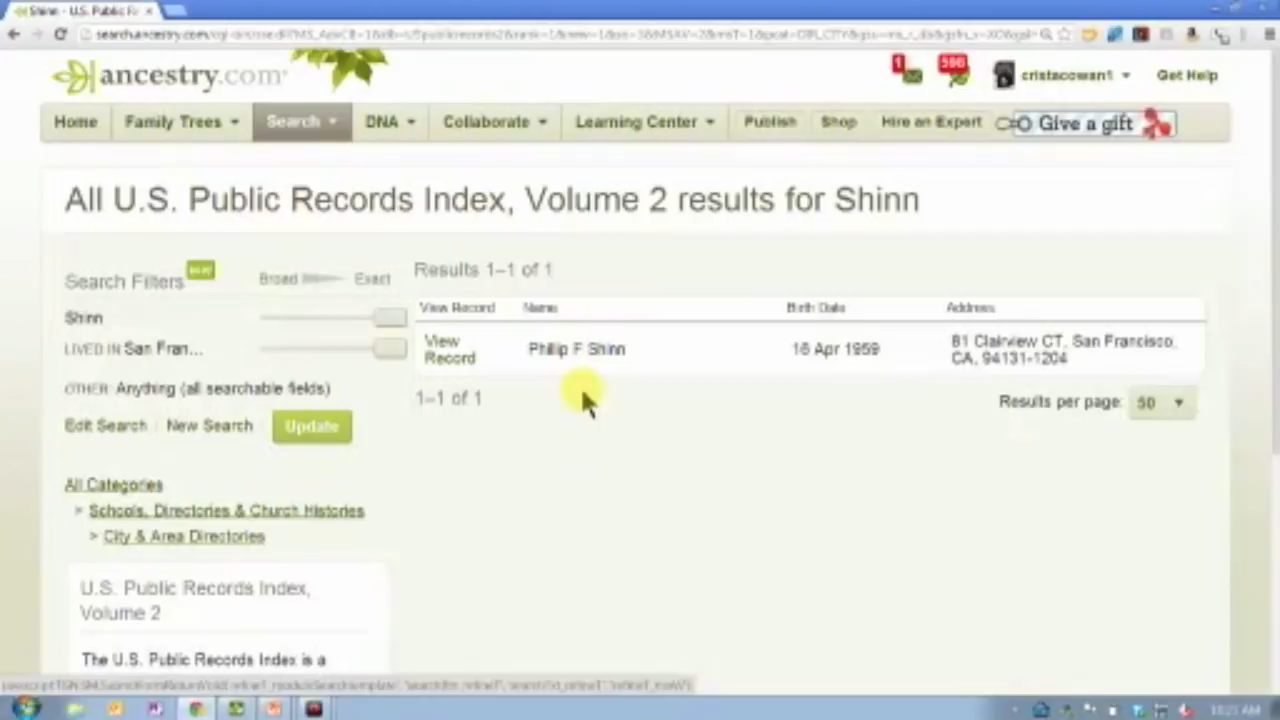 Shinn - U.S. Public Re
ancestry.com
1
596
cristacowan1
Get Help
Home
Family Trees
Search
DNA
Collaborate
Learning Center
Publish
Shop
Hire an Expert
Give a gift
All U.S. Public Records Index, Volume 2 results for Shinn
Search Filters
NEW
Broad
Exact
Results 1–1 of 1
View Record
Name
Birth Date
Address
Shinn
View
Record
Phillip F Shinn
16 Apr 1959
81 Clairview CT, San Francisco,
CA, 94131-1204
LIVED IN San Fran...
OTHER: Anything (all searchable fields)
1–1 of 1
Results per page:
50
Edit Search
New Search
Update
All Categories
> Schools, Directories & Church Histories
> City & Area Directories
U.S. Public Records Index,
Volume 2
The U.S. Public Records Index is a